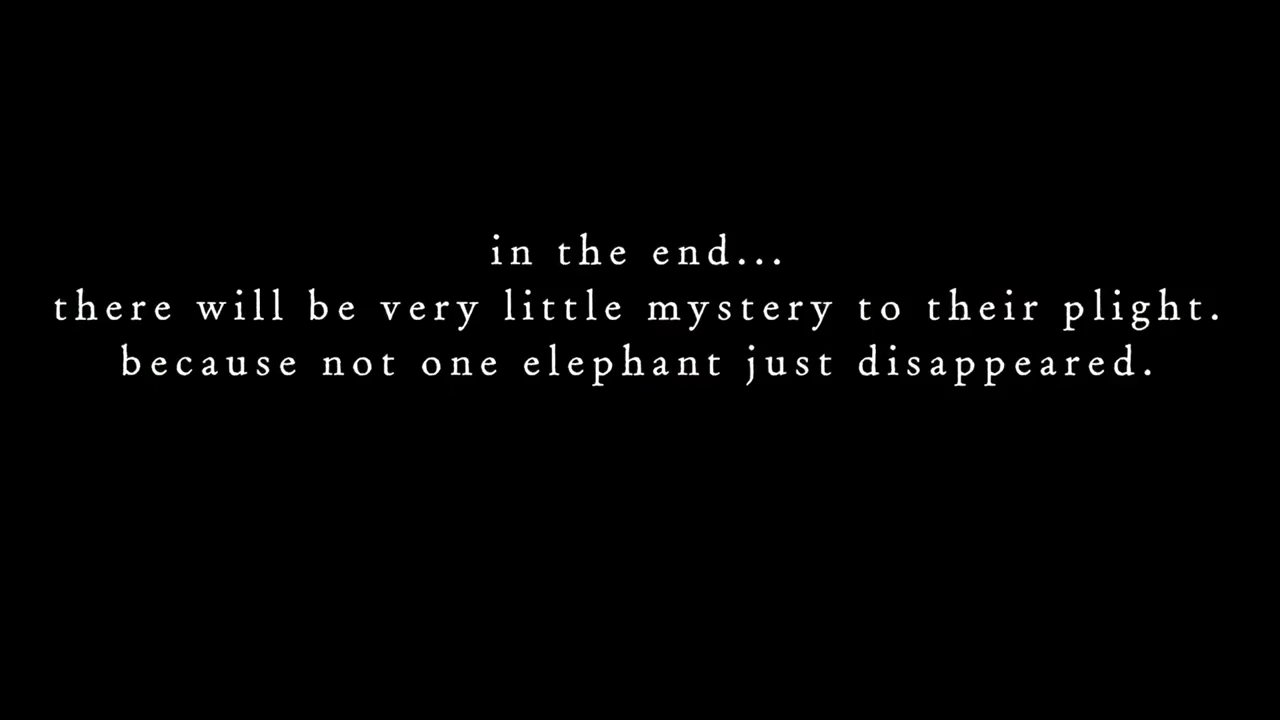 in the end...
there will be very little mystery to their plight.
because not one elephant just disappeared.